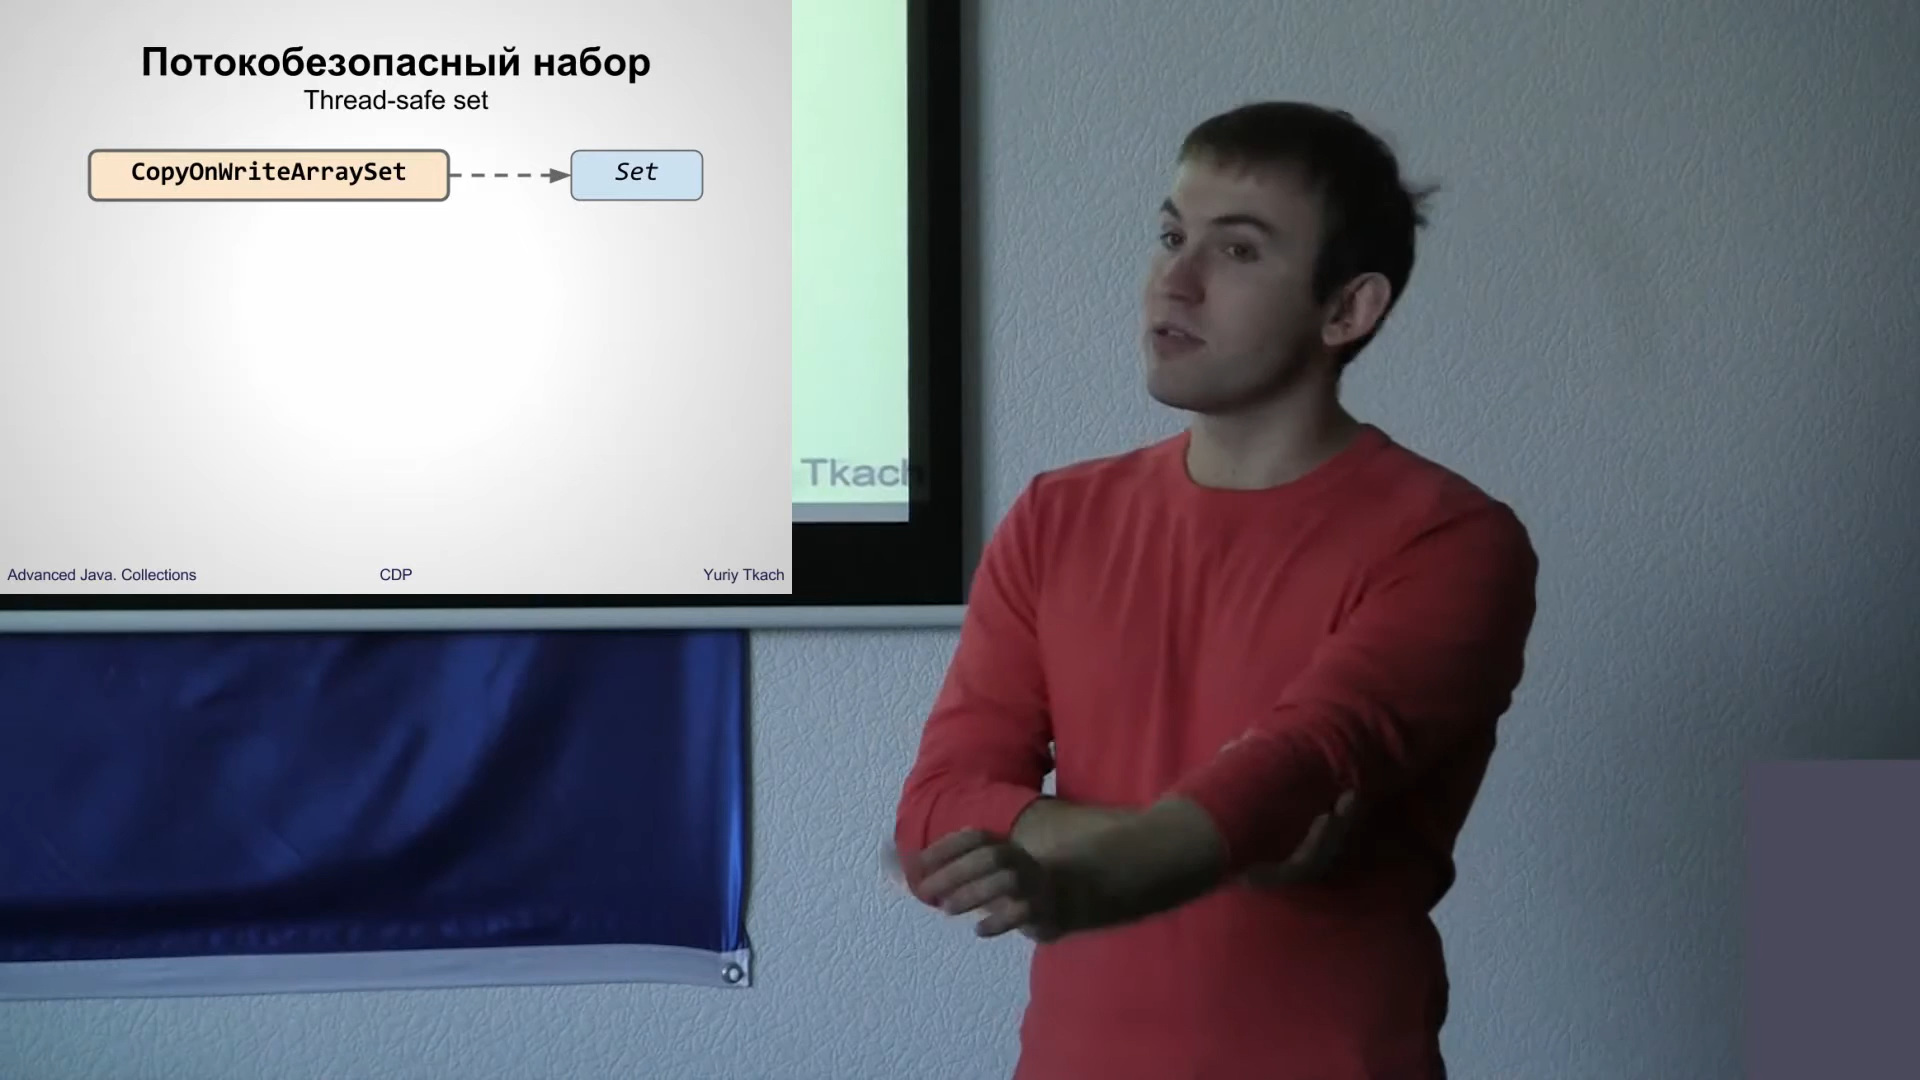 Потокобезопасный набор
Thread-safe set
CopyOnWriteArraySet
Set
Advanced Java. Collections
CDP
Yuriy Tkach
Tkach